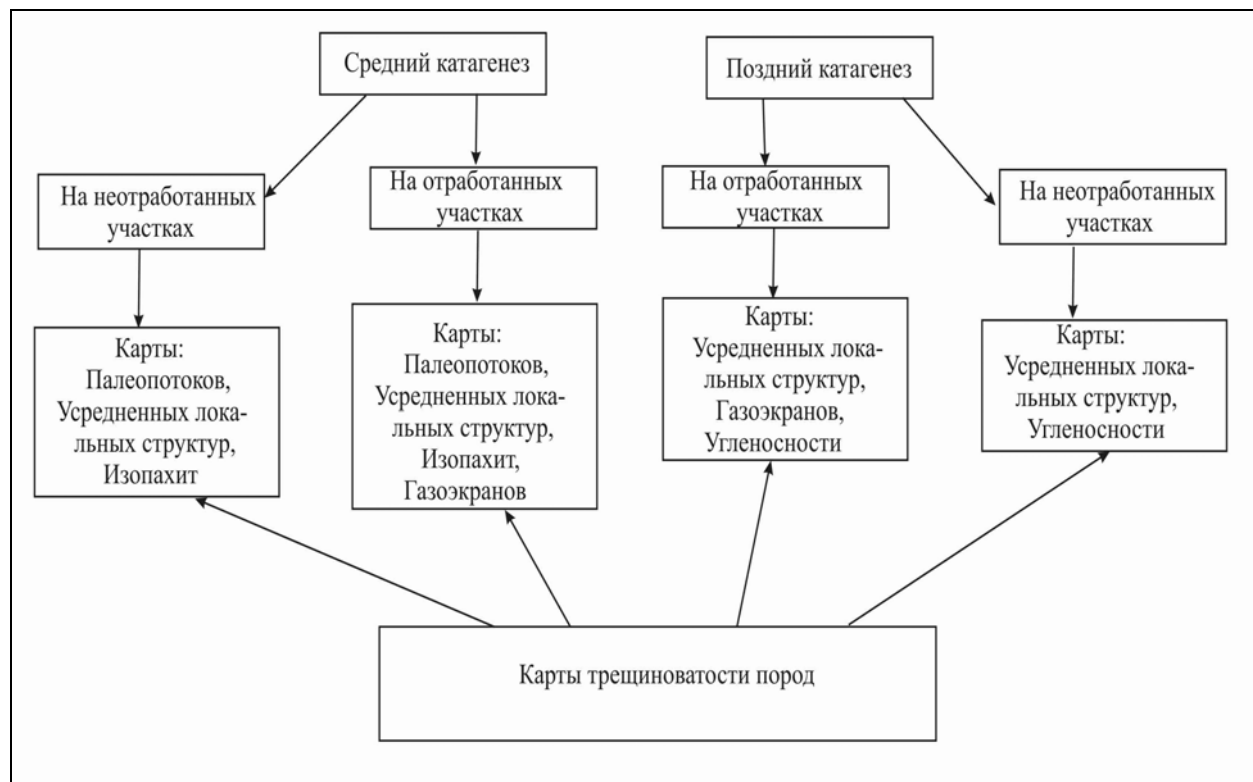 Средний катагенез
Поздний катагенез
На неотработанных
участках
На отработанных
участках
На отработанных
участках
На неотработанных
участках
Карты:
Палеопотоков,
Усредненных лока-
льных структур,
Изопахит
Карты:
Палеопотоков,
Усредненных лока-
льных структур,
Изопахит,
Газоэкранов
Карты:
Усредненных лока-
льных структур,
Газоэкранов,
Угленосности
Карты:
Усредненных лока-
льных структур,
Угленосности
Карты трещиноватости пород